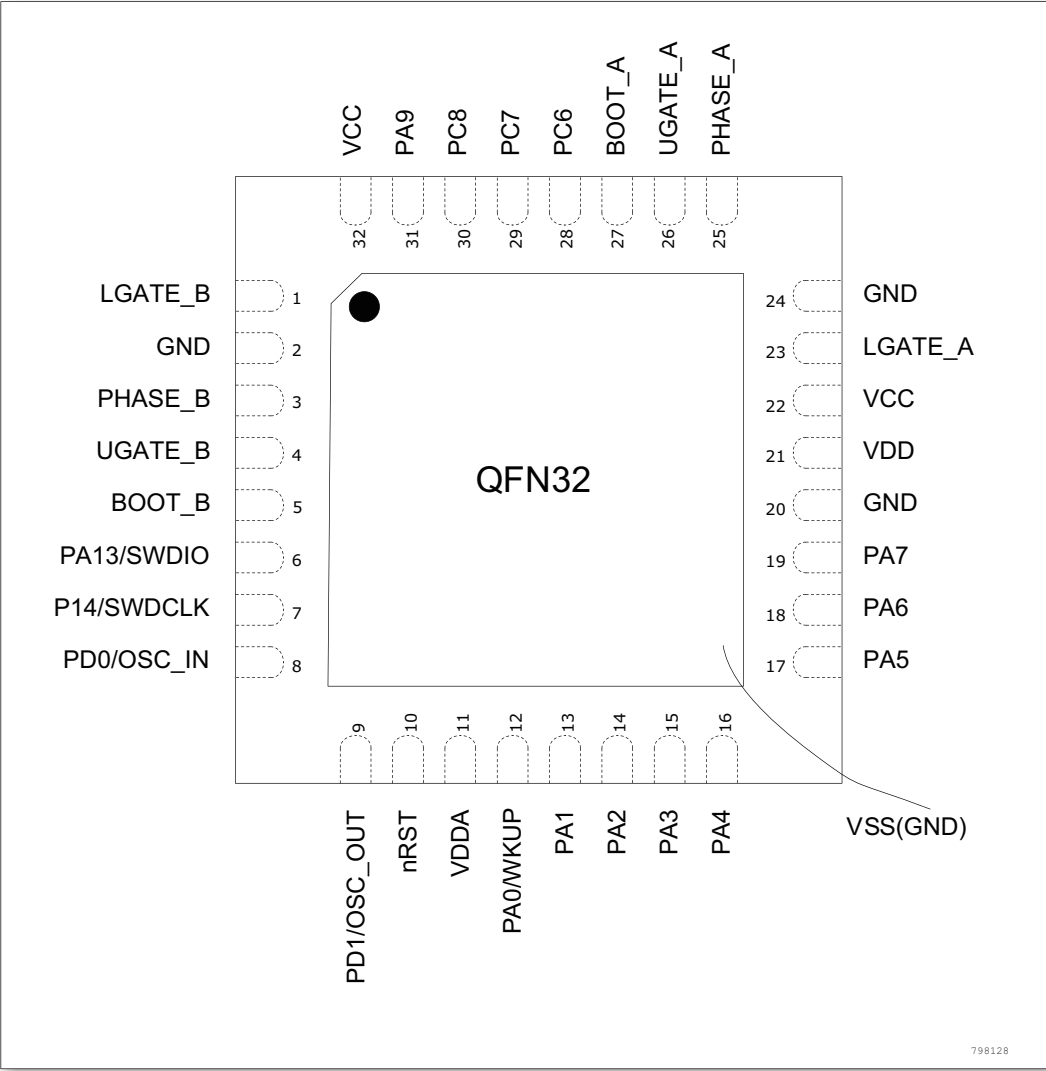 VCC
PA9
PC8
PC7
PC6
BOOT_A
UGATE_A
PHASE_A
32
31
30
29
28
27
26
25
LGATE_B 1
GND 2
PHASE_B 3
UGATE_B 4
BOOT_B 5
PA13/SWDIO 6
P14/SWDCLK 7
PD0/OSC_IN 8
QFN32
24 GND
23 LGATE_A
22 VCC
21 VDD
20 GND
19 PA7
18 PA6
17 PA5
9
10
11
12
13
14
15
16
PD1/OSC_OUT
nRST
VDDA
PA0/WKUP
PA1
PA2
PA3
PA4
VSS(GND)
798128